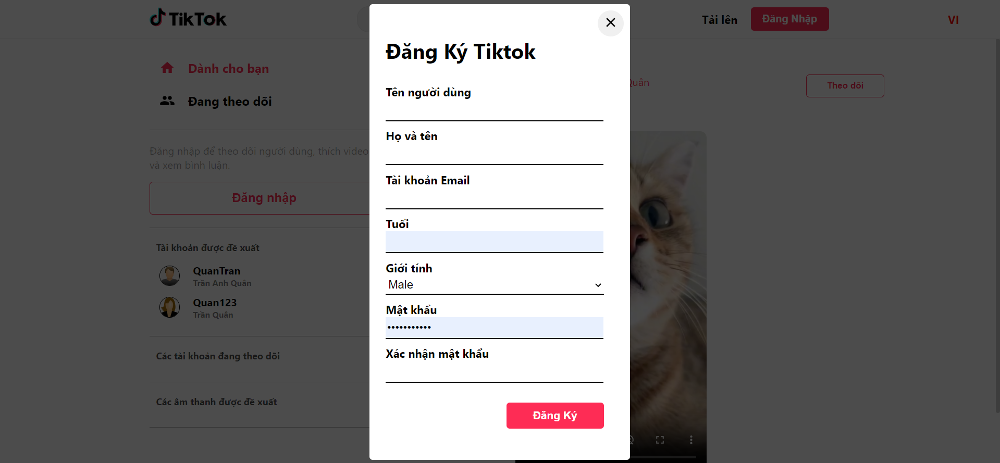 TikTok
Tải lên
Đăng Nhập
VI
Dành cho bạn
Đang theo dõi
Đăng nhập để theo dõi người dùng, thích video
và xem bình luận.
Đăng nhập
Tài khoản được đề xuất
QuanTran
Trần Anh Quân
Quan123
Trần Quân
Các tài khoản đang theo dõi
Các âm thanh được đề xuất
Đăng Ký Tiktok
Tên người dùng
Họ và tên
Tài khoản Email
Tuổi
Giới tính
Male
Mật khẩu
•••••••••••
Xác nhận mật khẩu
Đăng Ký
Quân
Theo dõi